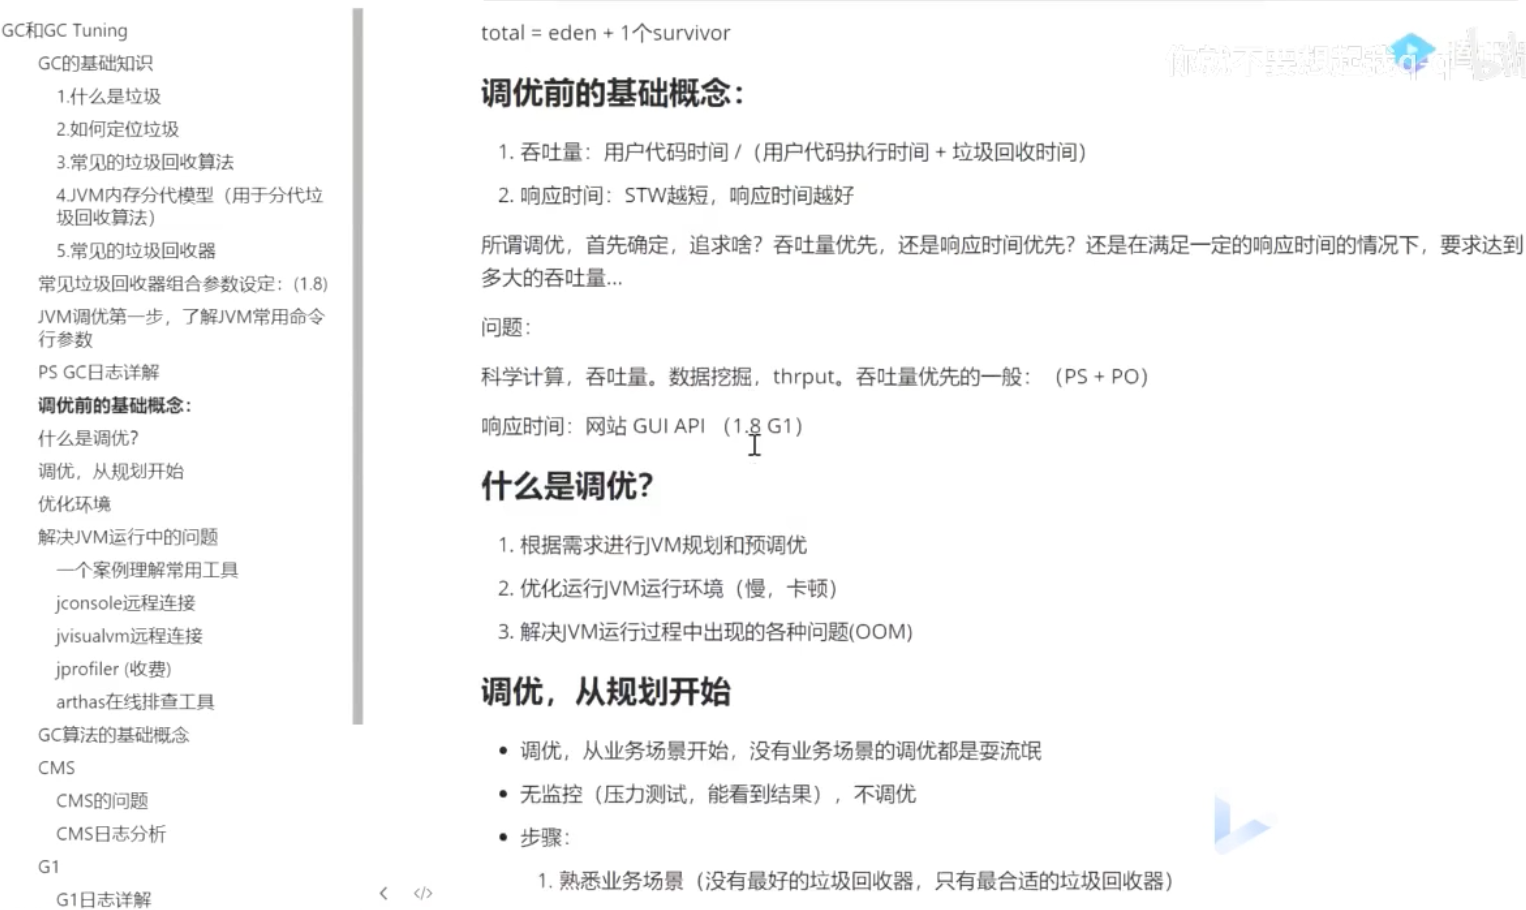 GC和GC Tuning
GC的基础知识
1.什么是垃圾
2.如何定位垃圾
3.常见的垃圾回收算法
4.JVM内存分代模型（用于分代垃
圾回收算法）
5.常见的垃圾回收器
常见垃圾回收器组合参数设定：(1.8)
JVM调优第一步，了解JVM常用命令
行参数
PS GC日志详解
调优前的基础概念：
什么是调优？
调优，从规划开始
优化环境
解决JVM运行中的问题
一个案例理解常用工具
jconsole远程连接
jvisualvm远程连接
jprofiler (收费)
arthas在线排查工具
GC算法的基础概念
CMS
CMS的问题
CMS日志分析
G1
G1日志详解
total = eden + 1个survivor
调优前的基础概念：
1. 吞吐量：用户代码时间 /（用户代码执行时间 + 垃圾回收时间）
2. 响应时间：STW越短，响应时间越好
所谓调优，首先确定，追求啥？吞吐量优先，还是响应时间优先？还是在满足一定的响应时间的情况下，要求达到
多大的吞吐量...
问题：
科学计算，吞吐量。数据挖掘，thrput。吞吐量优先的一般：（PS + PO）
响应时间：网站 GUI API （1.8 G1）
什么是调优？
1. 根据需求进行JVM规划和预调优
2. 优化运行JVM运行环境（慢，卡顿）
3. 解决JVM运行过程中出现的各种问题(OOM)
调优，从规划开始
• 调优，从业务场景开始，没有业务场景的调优都是耍流氓
• 无监控（压力测试，能看到结果），不调优
• 步骤：
1. 熟悉业务场景（没有最好的垃圾回收器，只有最合适的垃圾回收器）